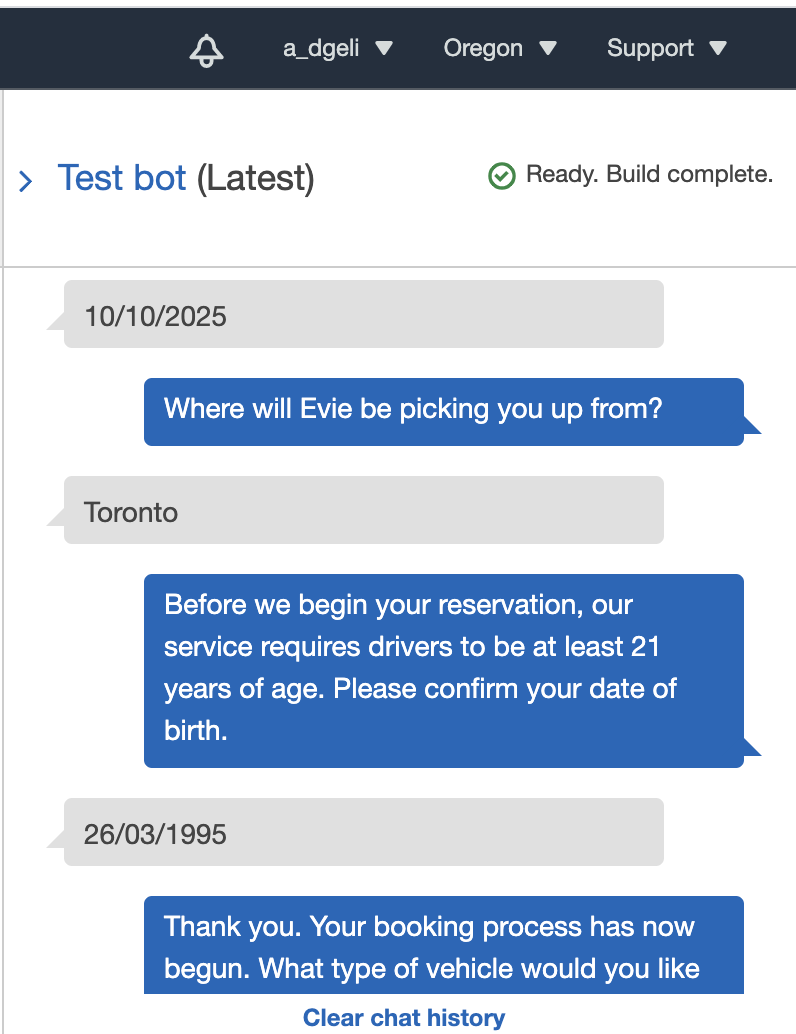 a_dgeli Oregon Support
Test bot (Latest) Ready. Build complete.
10/10/2025
Where will Evie be picking you up from?
Toronto
Before we begin your reservation, our
service requires drivers to be at least 21
years of age. Please confirm your date of
birth.
26/03/1995
Thank you. Your booking process has now
begun. What type of vehicle would you like
Clear chat history